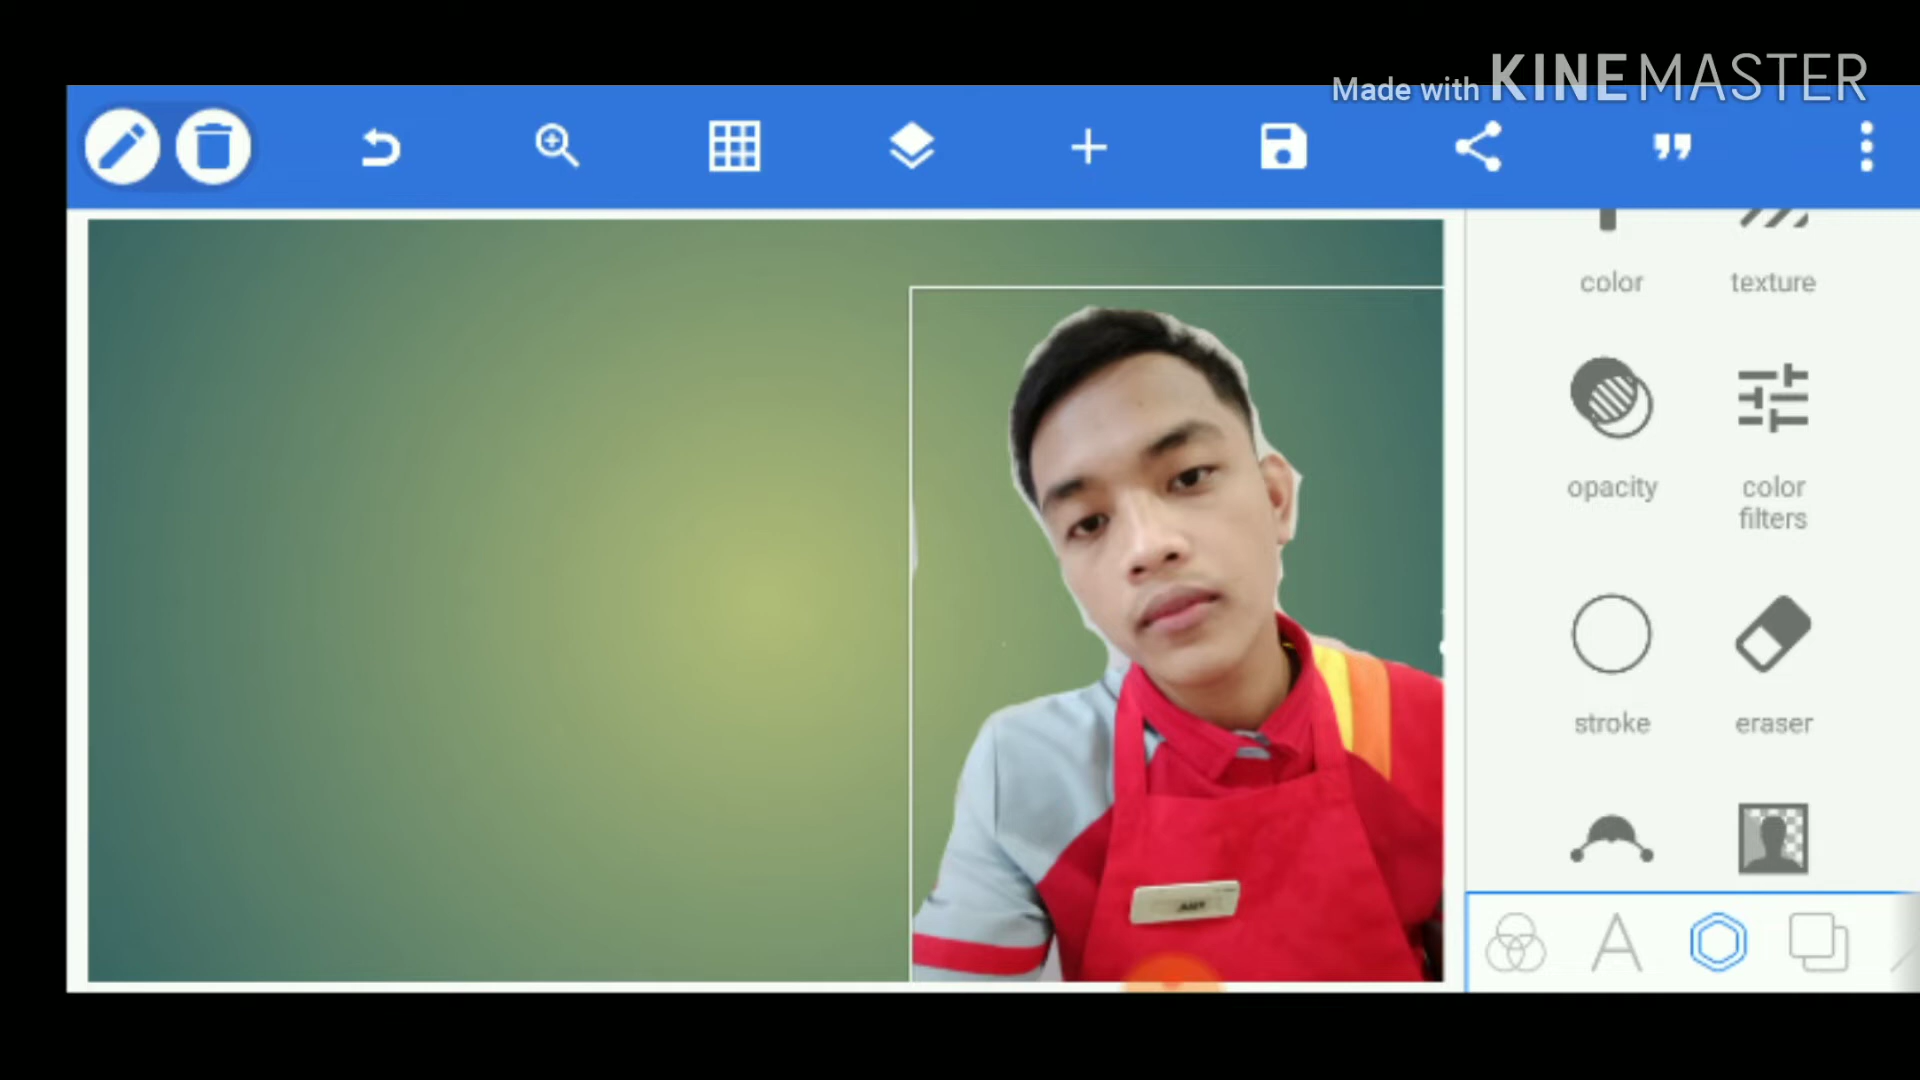 Made with KINEMASTER
color texture
opacity color filters
stroke eraser